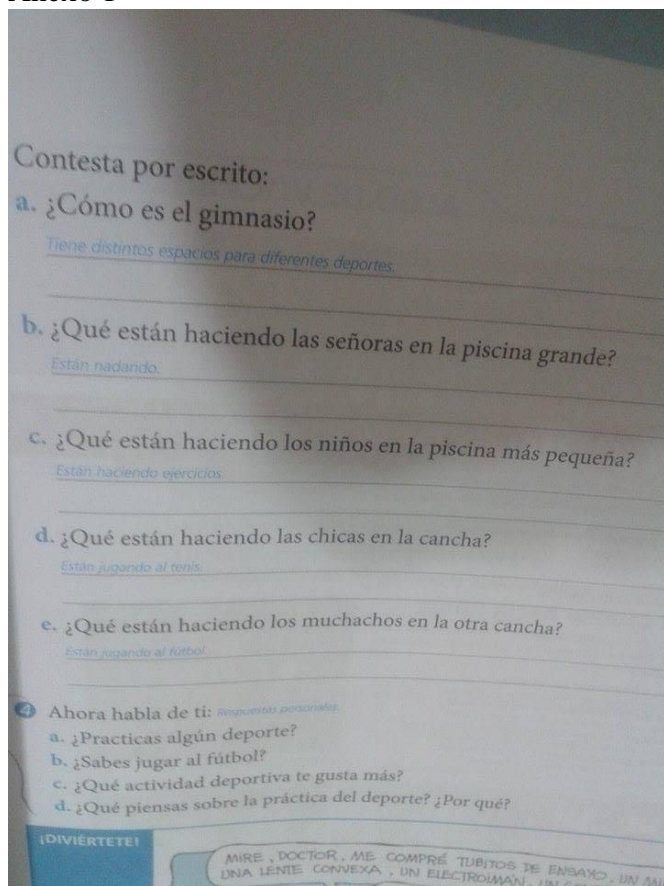 Contesta por escrito:
a. ¿Cómo es el gimnasio?
Tiene distintos espacios para diferentes deportes.
b. ¿Qué están haciendo las señoras en la piscina grande?
Están nadando.
c. ¿Qué están haciendo los niños en la piscina más pequeña?
Están haciendo ejercicios.
d. ¿Qué están haciendo las chicas en la cancha?
Están jugando al tenis.
e. ¿Qué están haciendo los muchachos en la otra cancha?
Están jugando al fútbol.
4 Ahora habla de ti: Respuestas personales.
a. ¿Practicas algún deporte?
b. ¿Sabes jugar al fútbol?
c. ¿Qué actividad deportiva te gusta más?
d. ¿Qué piensas sobre la práctica del deporte? ¿Por qué?
¡DIVIÉRTETE!
MIRE, DOCTOR, ME COMPRÉ TUBITOS DE ENSAYO, UN
UNA LENTE CONVEXA, UN ELECTROIMÁN